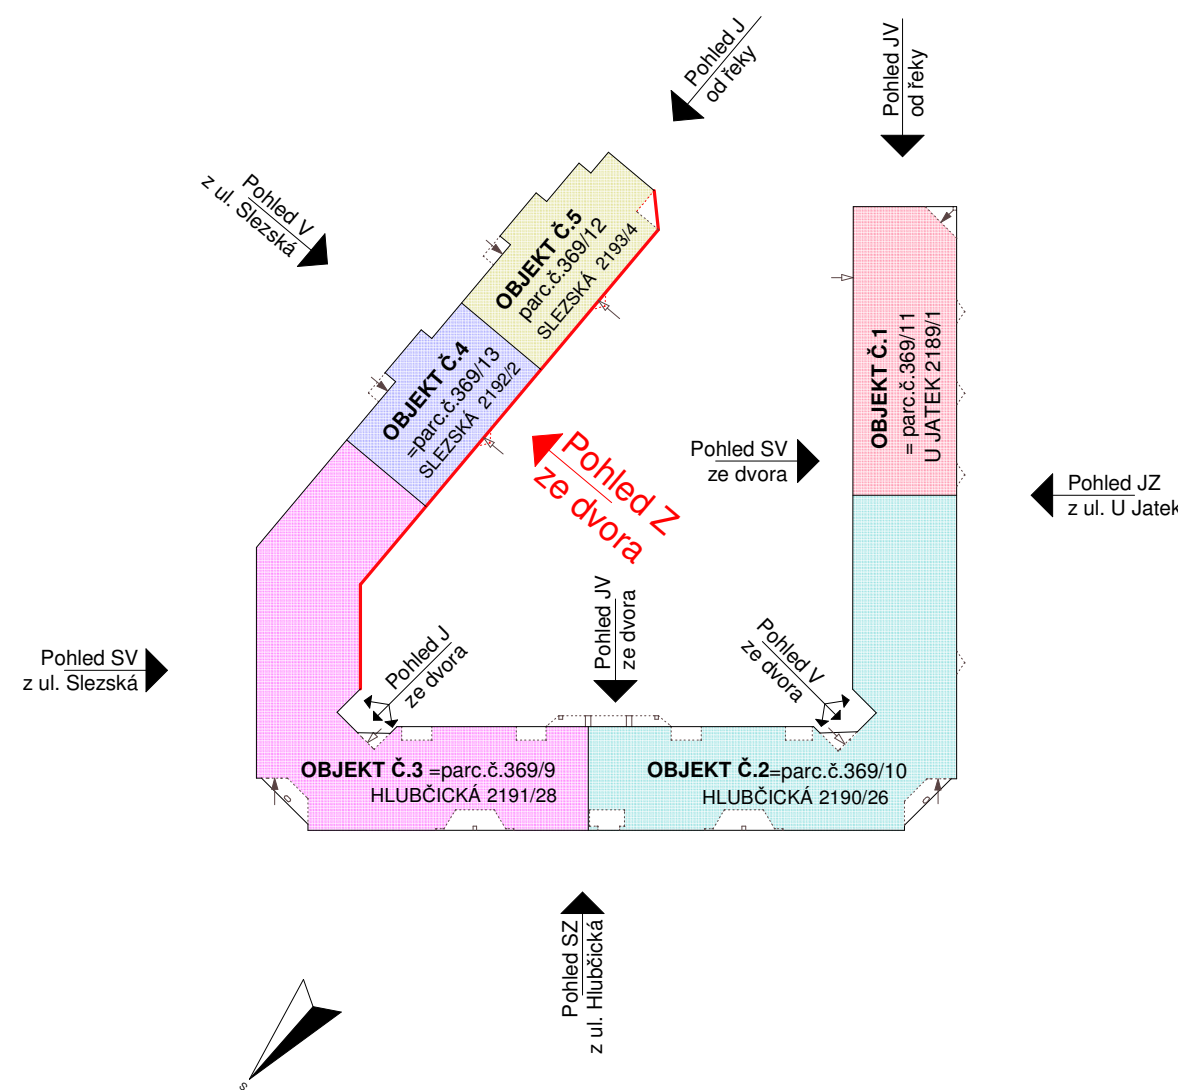 Pohled J
od řeky
Pohled JV
od řeky
Pohled V
z ul. Slezská
OBJEKT Č.5
parc.č.369/12
SLEZSKÁ 2193/4
OBJEKT Č.4
=parc.č.369/13
SLEZSKÁ 2192/2
OBJEKT Č.1
= parc.č.369/11
U JATEK 2189/1
Pohled Z
ze dvora
Pohled SV
ze dvora
Pohled JZ
z ul. U Jatek
Pohled SV
z ul. Slezská
Pohled J
ze dvora
Pohled JV
ze dvora
Pohled V
ze dvora
OBJEKT Č.3 =parc.č.369/9
HLUBČICKÁ 2191/28
OBJEKT Č.2=parc.č.369/10
HLUBČICKÁ 2190/26
Pohled SZ
z ul. Hlubčická
S